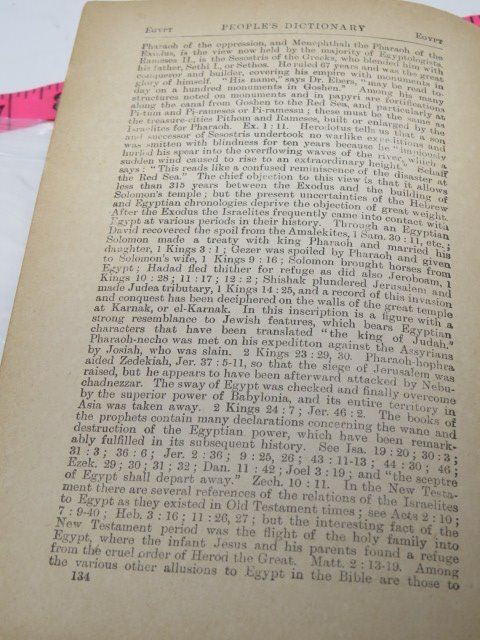 EGYPT PEOPLE'S DICTIONARY EGYPT
Pharaoh of the oppression, and Menephthah the Pharaoh of the
Exodus, is the view now held by the majority of Egyptologists.
Rameses II., is the Sesostris of the Greeks, who blended him with
his father, Sethi I., or Sethos. He ruled 67 years and was the great
conqueror and builder, covering his empire with monuments in
glory of himself. "His name," says Dr. Ebers, "may be read to-
day on a hundred monuments in Goshen." Among his many
structures noted on monuments and in papyri are fortifications
along the canal from Goshen to the Red Sea, and particularly at
Pi-tum and Pi-rameses or Pi-ramessu; these must be the same as
the treasure-cities Pithom and Rameses, built or enlarged by the
Israelites for Pharaoh. Ex. 1:11. Herodotus tells us that a son
and successor of Sesostris undertook no warlike expeditions and
was smitten with blindness for ten years because he "impiously
hurled his spear into the overflowing waves of the river, which a
sudden wind caused to rise to an extraordinary height." Schaff
says: "This reads like a confused reminiscence of the disaster at
the Red Sea." The chief objection to this view is that it allows
less than 315 years between the Exodus and the building of
Solomon's temple; but the present uncertainties of the Hebrew
and Egyptian chronologies deprive the objection of great weight.
After the Exodus the Israelites frequently came into contact with
Egypt at various periods in their history. Through an Egyptian
David recovered the spoil from the Amalekites, 1 Sam. 30:11, etc.;
Solomon made a treaty with king Pharaoh and married his
daughter, 1 Kings 3:1; Gezer was spoiled by Pharaoh and given
to Solomon's wife, 1 Kings 9:16; Solomon brought horses from
Egypt; Hadad fled thither for refuge as did also Jeroboam, 1
Kings 10:28; 11:17; 12:2; Shishak plundered Jerusalem and
made Judea tributary, 1 Kings 14:25, and a record of this invasion
and conquest has been deciphered on the walls of the great temple
at Karnak, or el-Karnak. In this inscription is a figure with a
strong resemblance to Jewish features, which bears Egyptian
characters that have been translated "the king of Judah."
Pharaoh-necho was met on his expeditton against the Assyrians
by Josiah, who was slain. 2 Kings 23:29, 30. Pharaoh-hophra
aided Zedekiah, Jer. 37:5-11, so that the siege of Jerusalem was
raised, but he appears to have been afterward attacked by Nebu-
chadnezzar. The sway of Egypt was checked and finally overcome
by the superior power of Babylonia, and its entire territory in
Asia was taken away. 2 Kings 24:7; Jer. 46:2. The books of
the prophets contain many declarations concerning the wane and
destruction of the Egyptian power, which have been remark-
ably fulfilled in its subsequent history. See Isa. 19:20; 30:3;
31:3; 36:6; Jer. 2:36; 9:25, 26; 43:11-13; 44:30; 46;
Ezek. 29; 30; 31; 32; Dan. 11:42; Joel 3:19; and "the sceptre
of Egypt shall depart away." Zech. 10:11. In the New Testa-
ment there are several references of the relations of the Israelites
to Egypt as they existed in Old Testament times; see Acts 2:10;
7:9-40; Heb. 3:16; 11:26, 27; but the interesting fact of the
New Testament period was the flight of the holy family into
Egypt, where the infant Jesus and his parents found a refuge
from the cruel order of Herod the Great. Matt. 2:13-19. Among
the various other allusions to Egypt in the Bible are those to
134